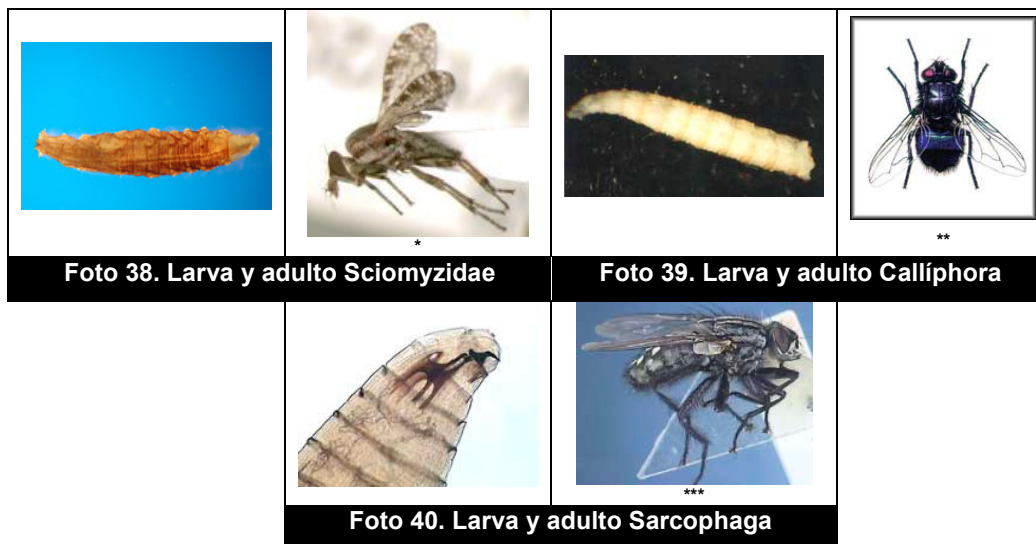 *
**
Foto 38. Larva y adulto Sciomyzidae
Foto 39. Larva y adulto Callíphora
***
Foto 40. Larva y adulto Sarcophaga